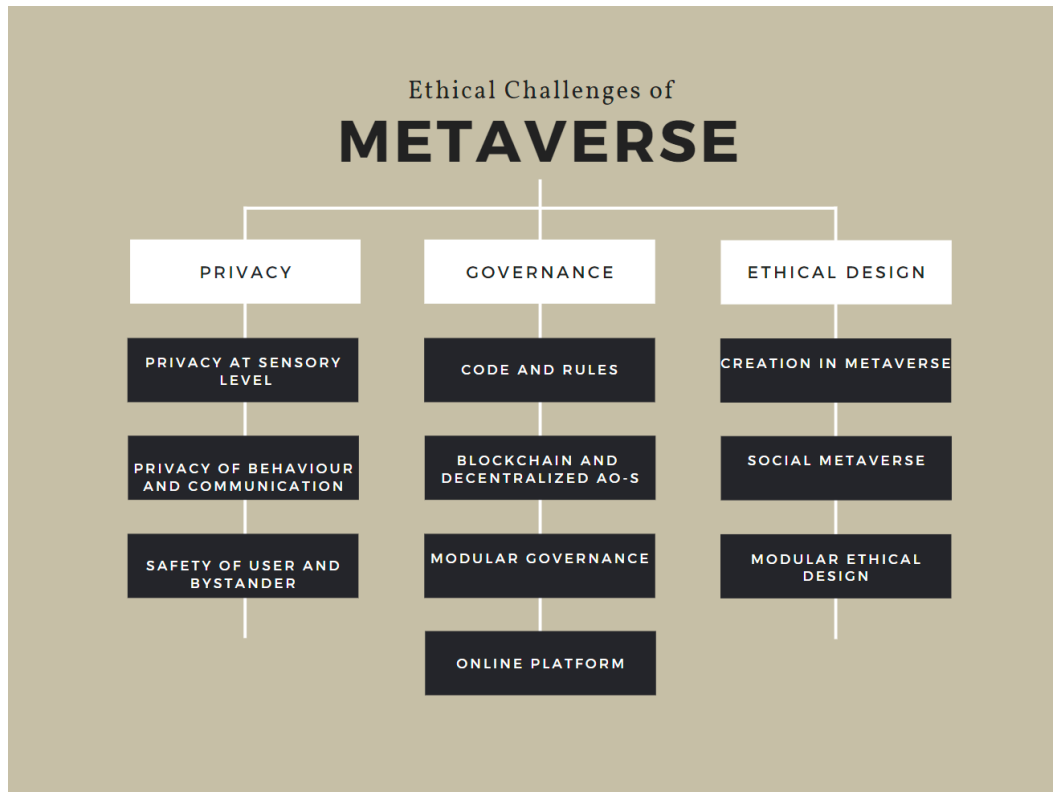 Ethical Challenges of
METAVERSE
PRIVACY
PRIVACY AT SENSORY
LEVEL
PRIVACY OF BEHAVIOUR
AND COMMUNICATION
SAFETY OF USER AND
BYSTANDER
GOVERNANCE
CODE AND RULES
BLOCKCHAIN AND
DECENTRALIZED AO-S
MODULAR GOVERNANCE
ONLINE PLATFORM
ETHICAL DESIGN
CREATION IN METAVERSE
SOCIAL METAVERSE
MODULAR ETHICAL
DESIGN